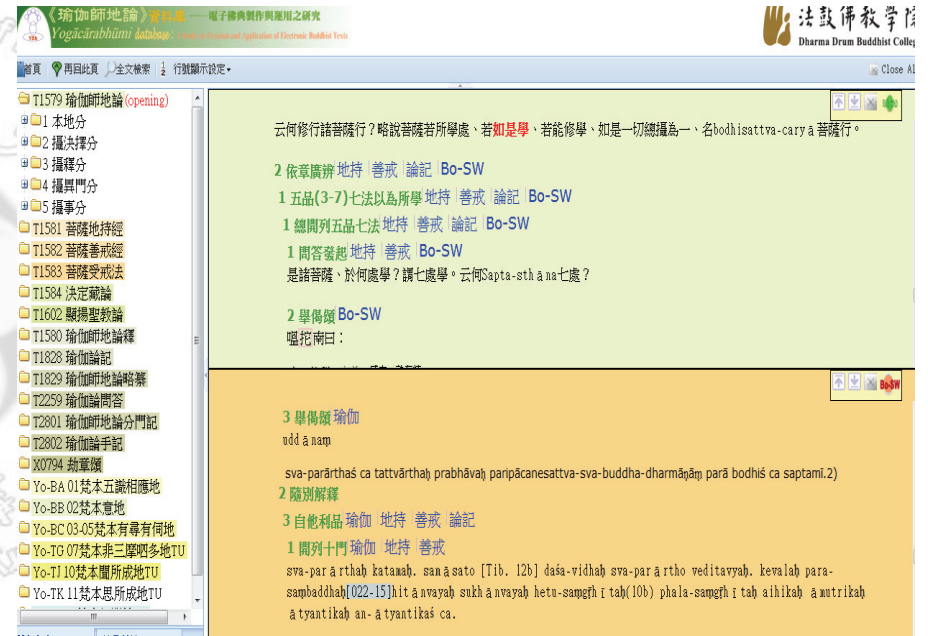 《瑜伽師地論》資料庫 —— 電子佛典製作與運用之研究
Yogācārabhūmi database: Creation and Application of Electronic Buddhist Texts
法鼓佛教學院
Dharma Drum Buddhist Colleg
首頁 再回此頁 全文檢索 行號顯示設定
Close Al
T1579 瑜伽師地論(opening)
1 本地分
2 攝決擇分
3 攝釋分
4 攝異門分
5 攝事分
T1581 菩薩地持經
T1582 菩薩善戒經
T1583 菩薩受戒法
T1584 決定藏論
T1602 顯揚聖教論
T1580 瑜伽師地論釋
T1828 瑜伽論記
T1829 瑜伽師地論略纂
T2259 瑜伽論問答
T2801 瑜伽師地論分門記
T2802 瑜伽論手記
X0794 劫章頌
Yo-BA 01梵本五識相應地
Yo-BB 02梵本意地
Yo-BC 03-05梵本有尋有伺地
Yo-TG 07梵本非三摩呬多地TU
Yo-TJ 10梵本聞所成地TU
Yo-TK 11梵本思所成地TU
云何修行諸菩薩行？略說菩薩若所學處、若如是學、若能修學、如是一切總攝為一、名bodhisattva-caryā菩薩行。
2 依章廣辨 地持 |善戒 |論記 |Bo-SW
1 五品(3-7)七法以為所學 地持 |善戒 |論記 |Bo-SW
1 總開列五品七法 地持 |善戒 |論記 |Bo-SW
1 問答發起 地持 |善戒 |Bo-SW
是諸菩薩、於何處學？謂七處學。云何Sapta-sthāna七處？
2 舉偈頌 Bo-SW
嗢挖南曰：
Bo-SW
3 舉偈頌 瑜伽
uddānaṃ
sva-parārthaś ca tattvārthaḥ prabhāvaḥ paripācanesattva-sva-buddha-dharmāṇāṃ parā bodhiś ca saptamī.2)
2 隨別解釋
3 自他利品 瑜伽 |地持 |善戒 |論記
1 開列十門 瑜伽 |地持 |善戒
sva-parārthaḥ katamaḥ. samāsato [Tib. 12b] daśa-vidhaḥ sva-parārtho veditavyaḥ. kevalaḥ para-
saṃbaddhaḥ[022-15]hitānvayaḥ sukhānvayaḥ hetu-saṃgṛhītaḥ(10b) phala-saṃgṛhītaḥ aihikaḥ āmutrikaḥ
ātyantikaḥ an-ātyantikaś ca.